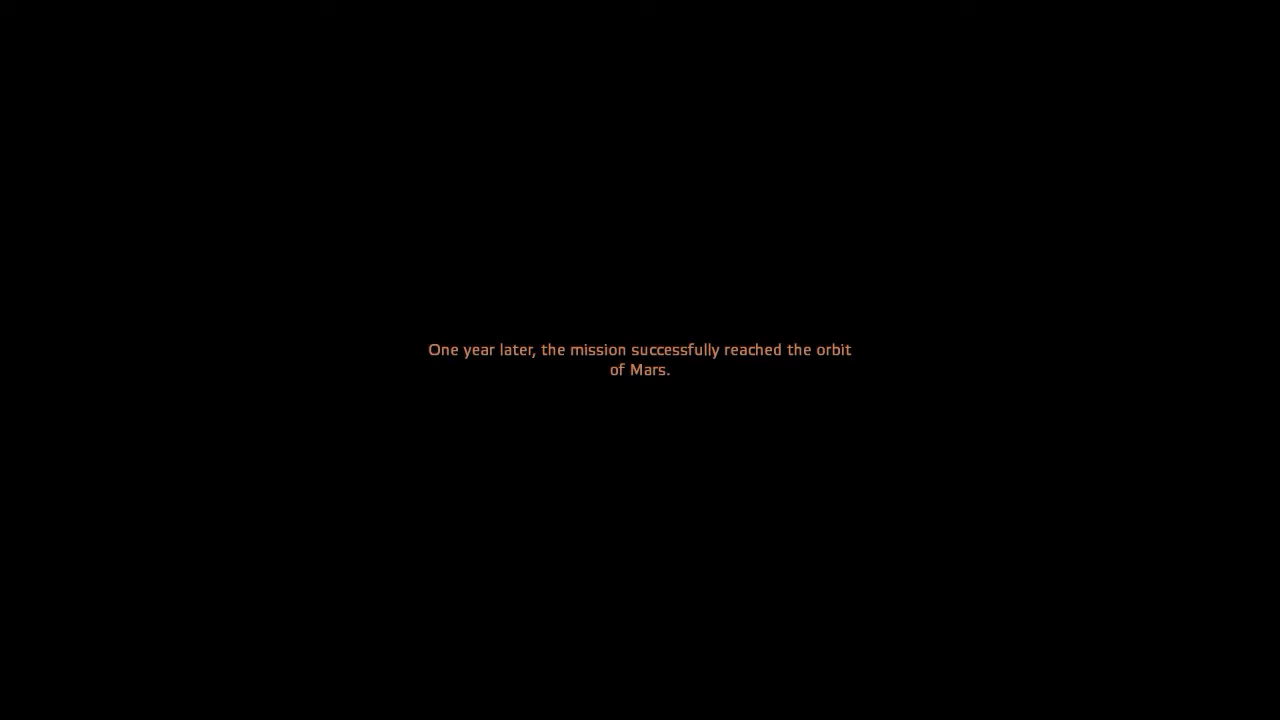 One year later, the mission successfully reached the orbit
of Mars.